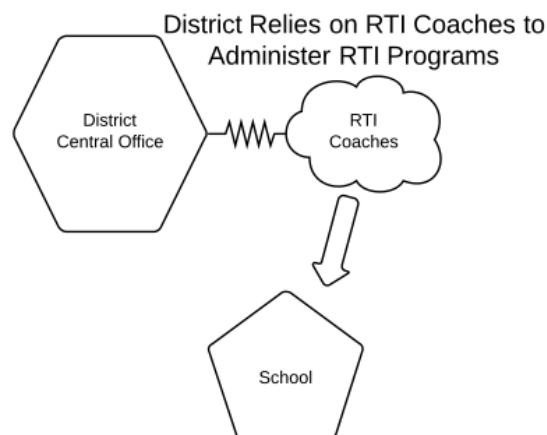 District Relies on RTI Coaches to
Administer RTI Programs
District
Central Office
RTI
Coaches
School